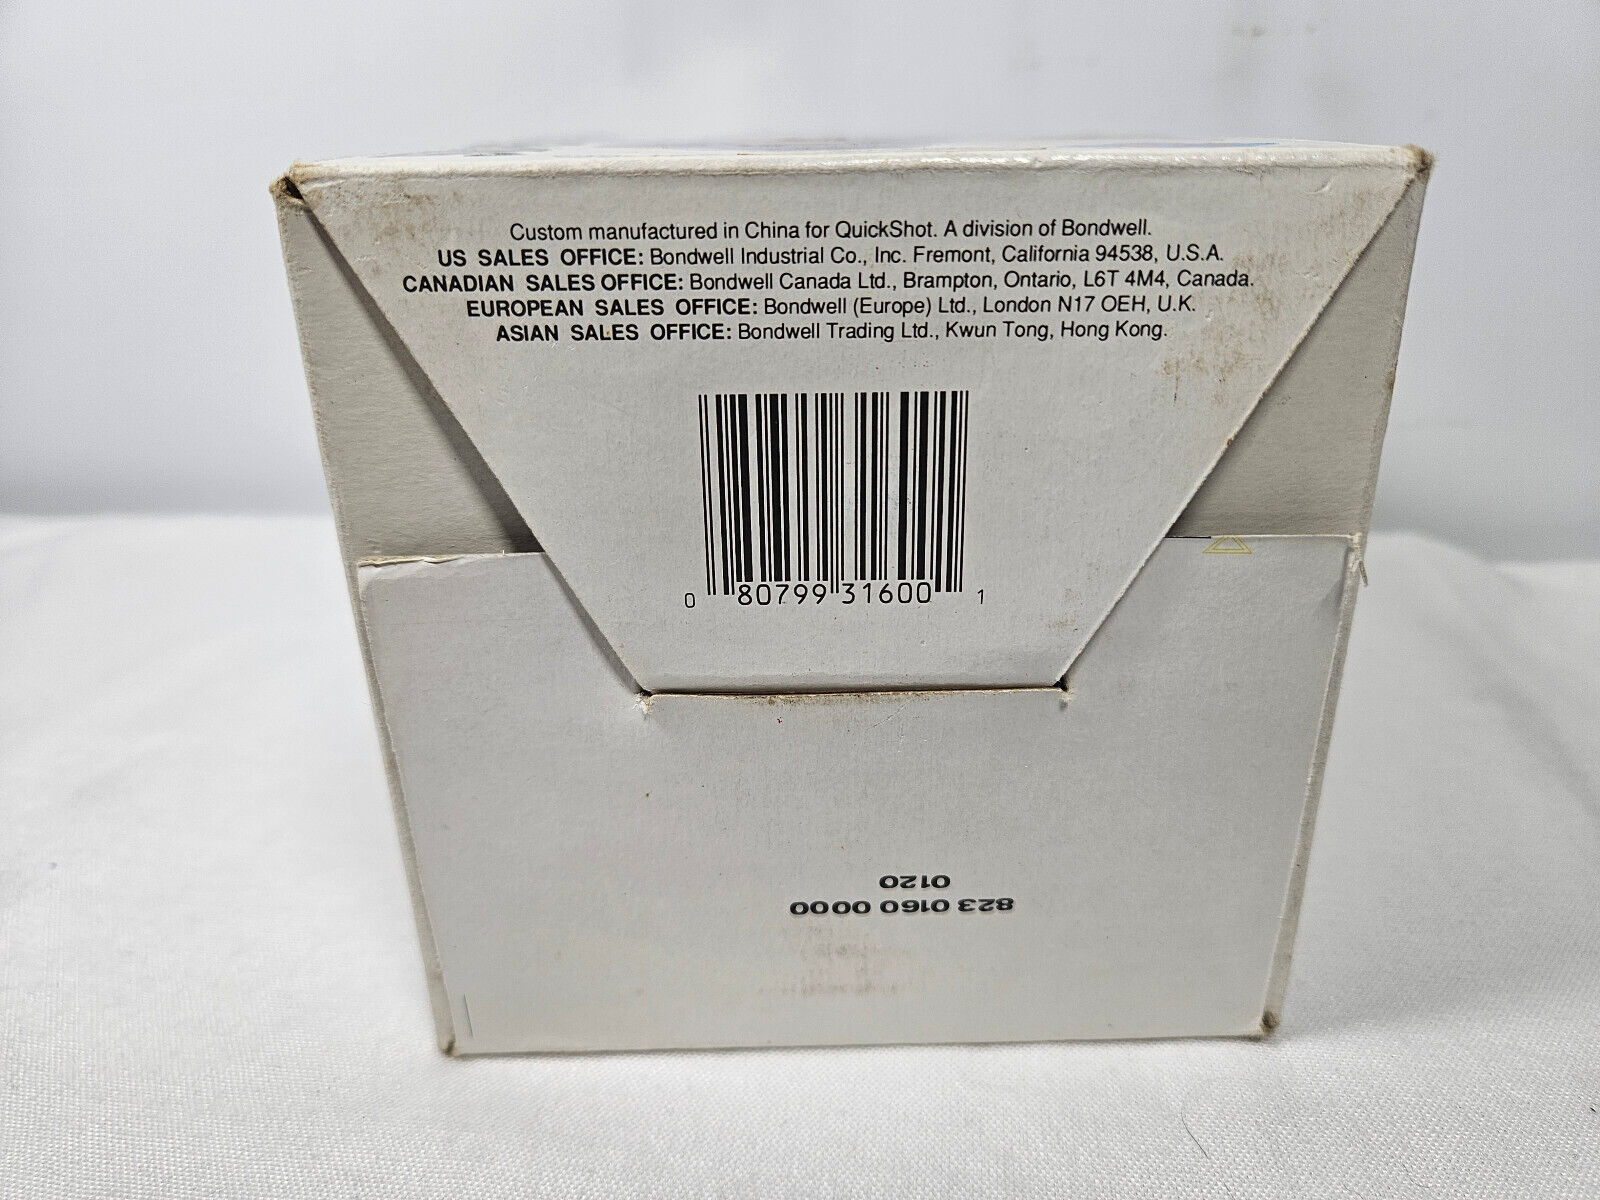 Custom manufactured in China for QuickShot. A division of Bondwell.
US SALES OFFICE: Bondwell Industrial Co., Inc. Fremont, California 94538, U.S.A.
CANADIAN SALES OFFICE: Bondwell Canada Ltd., Brampton, Ontario, L6T 4M4, Canada.
EUROPEAN SALES OFFICE: Bondwell (Europe) Ltd., London N17 OEH, U.K.
ASIAN SALES OFFICE: Bondwell Trading Ltd., Kwun Tong, Hong Kong.
0 80799 31600 1
823 0160 0000
0120